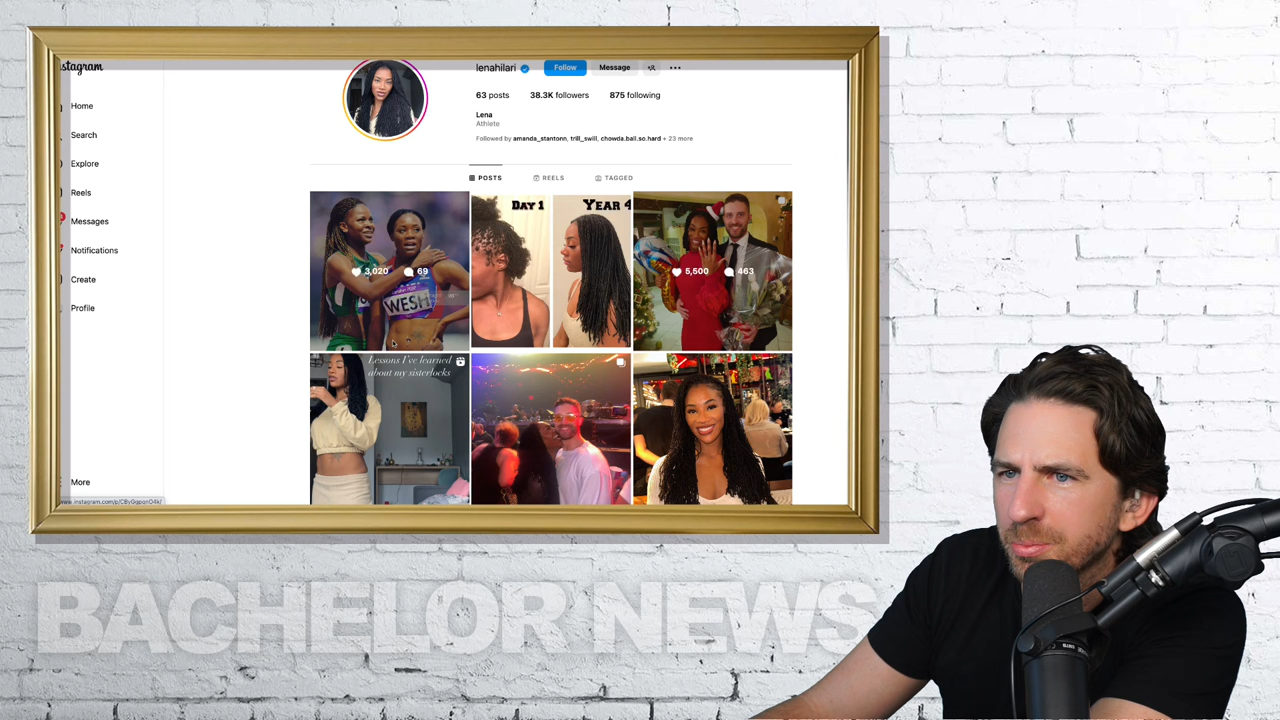 stagram
lenahilari Follow Message
63 posts 38.3K followers 875 following
Lena
Athlete
Followed by amanda_stantonn, trill_swill, chowda.ball.so.hard + 23 more
Home
Search
Explore
Reels
Messages
Notifications
Create
Profile
More
POSTS REELS TAGGED
3,020 69
WESH
DAY 1 YEAR 4
5,500 463
Lessons I've learned
about my sisterlocks
BACHELOR NEWS